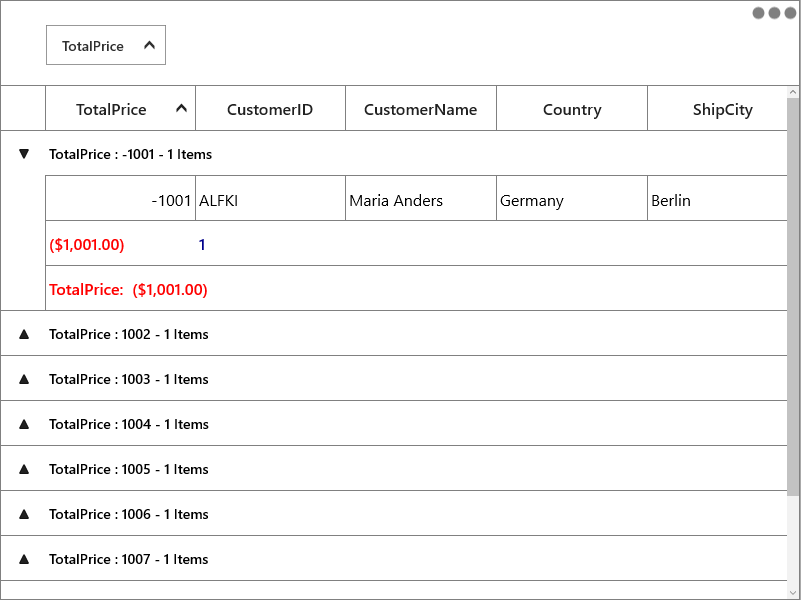 TotalPrice
TotalPrice CustomerID CustomerName Country ShipCity
TotalPrice : -1001 - 1 Items
-1001 ALFKI Maria Anders Germany Berlin
($1,001.00) 1
TotalPrice: ($1,001.00)
TotalPrice : 1002 - 1 Items
TotalPrice : 1003 - 1 Items
TotalPrice : 1004 - 1 Items
TotalPrice : 1005 - 1 Items
TotalPrice : 1006 - 1 Items
TotalPrice : 1007 - 1 Items